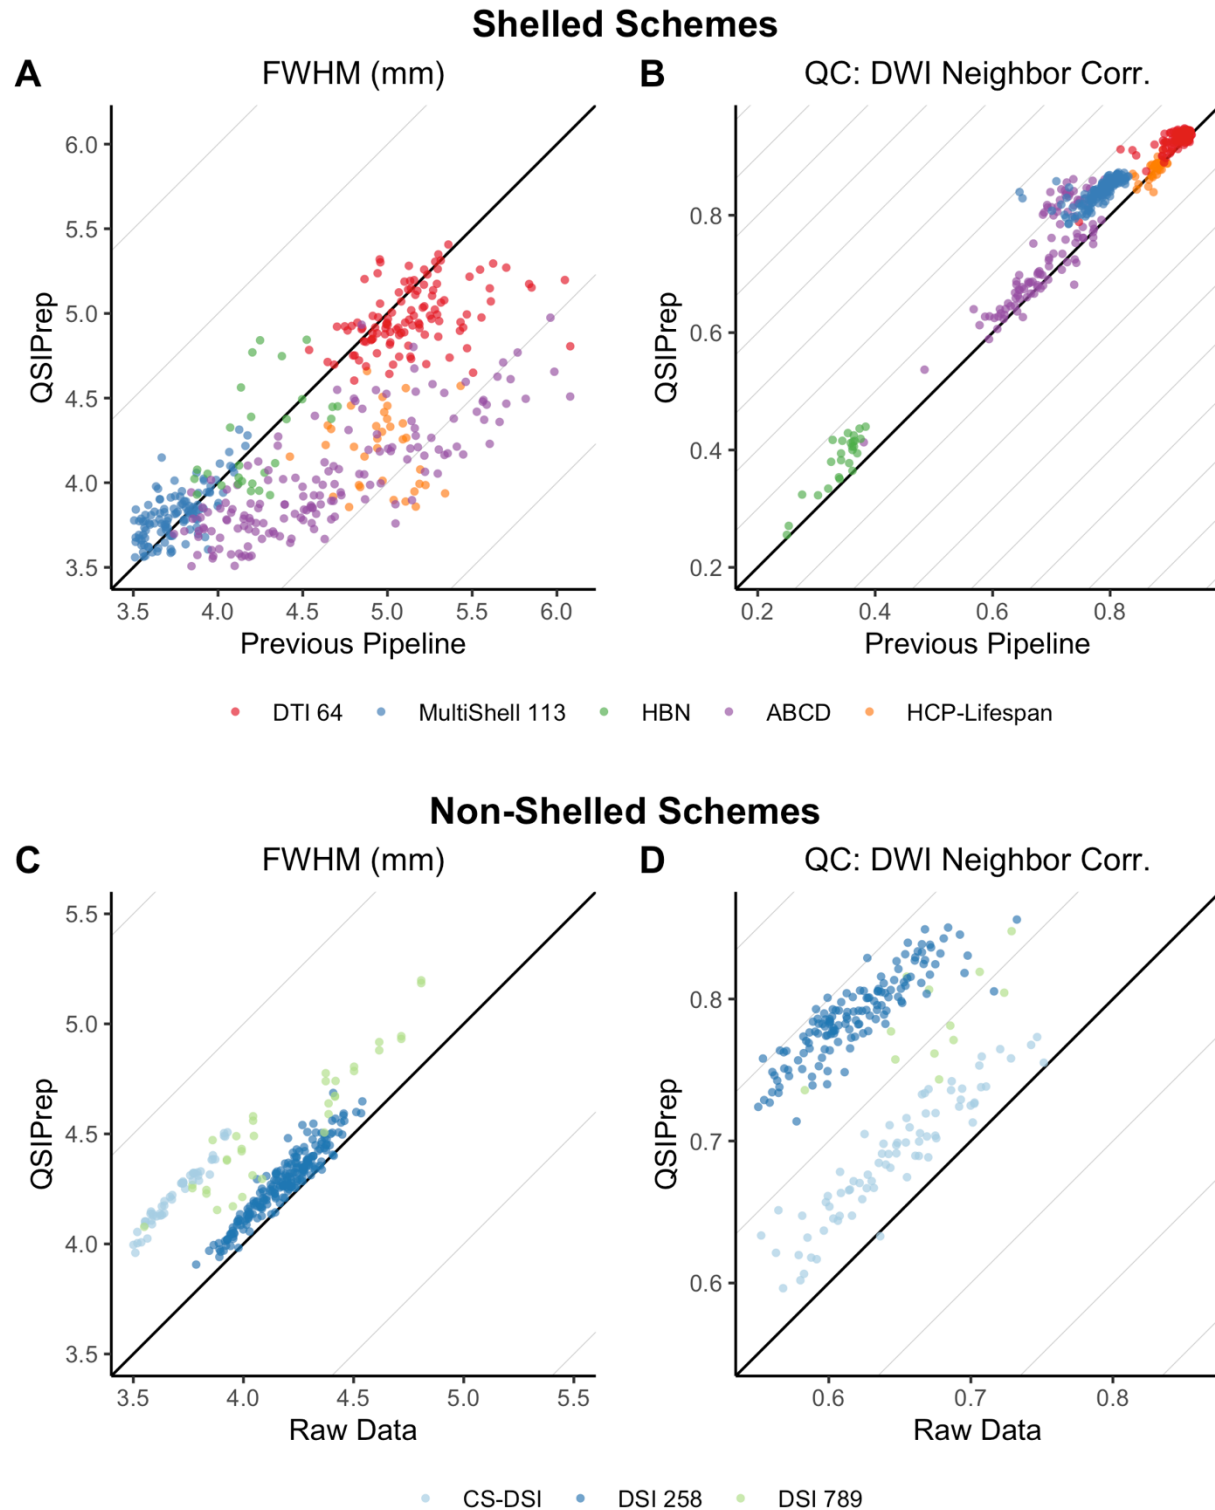 Shelled Schemes
A
FWHM (mm)
6.0
5.5
5.0
4.5
4.0
3.5
QSIPrep
3.5 4.0 4.5 5.0 5.5 6.0
Previous Pipeline
B
QC: DWI Neighbor Corr.
0.8
0.6
0.4
0.2
QSIPrep
0.2 0.4 0.6 0.8
Previous Pipeline
DTI 64 MultiShell 113 HBN ABCD HCP-Lifespan
Non-Shelled Schemes
C
FWHM (mm)
5.5
5.0
4.5
4.0
3.5
QSIPrep
3.5 4.0 4.5 5.0 5.5
Raw Data
D
QC: DWI Neighbor Corr.
0.8
0.7
0.6
QSIPrep
0.6 0.7 0.8
Raw Data
CS-DSI DSI 258 DSI 789